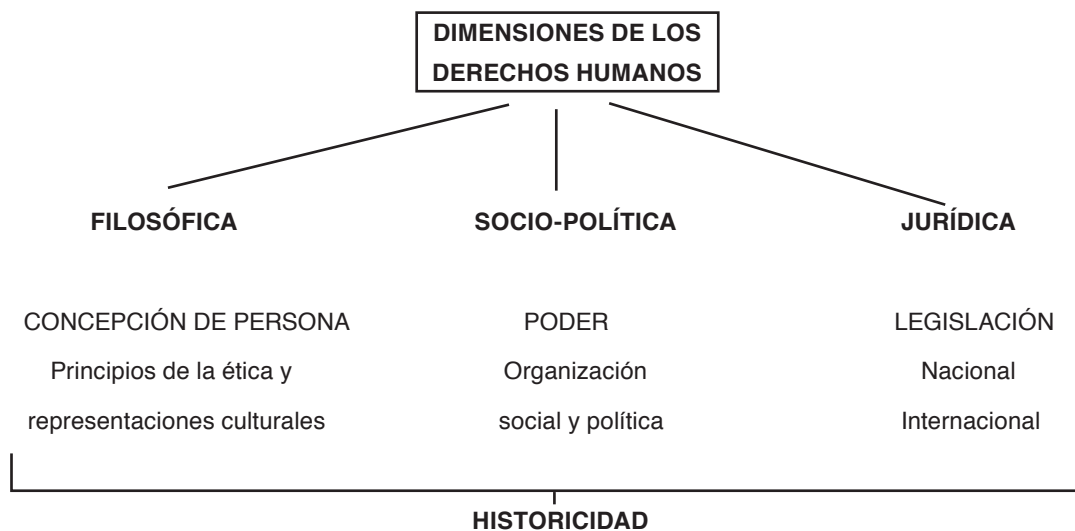 DIMENSIONES DE LOS
DERECHOS HUMANOS
FILOSÓFICA
SOCIO-POLÍTICA
JURÍDICA
CONCEPCIÓN DE PERSONA
PODER
LEGISLACIÓN
Principios de la ética y
Organización
Nacional
representaciones culturales
social y política
Internacional
HISTORICIDAD